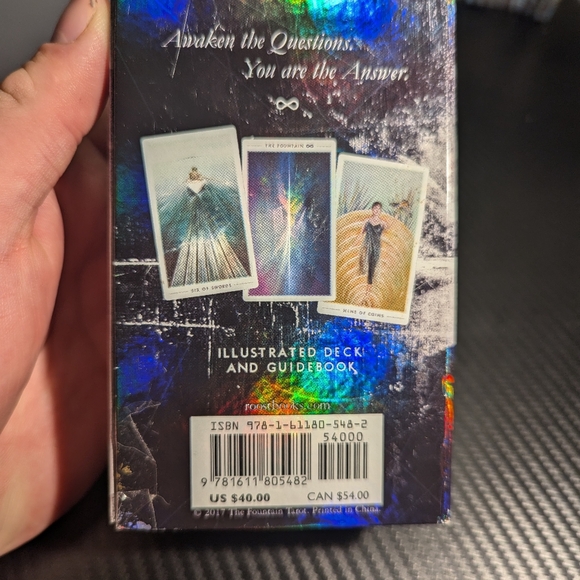 Awaken the Questions.
You are the Answer.
SIX OF SWORDS
THE UNTOUCHED
NINE OF COINS
ILLUSTRATED DECK
AND GUIDEBOOK
roostbooks.com
ISBN 978-1-61180-548-2
54000
9 781611 805482
US $40.00
CAN $54.00
© 2017 The Fountain Tarot. Printed in China